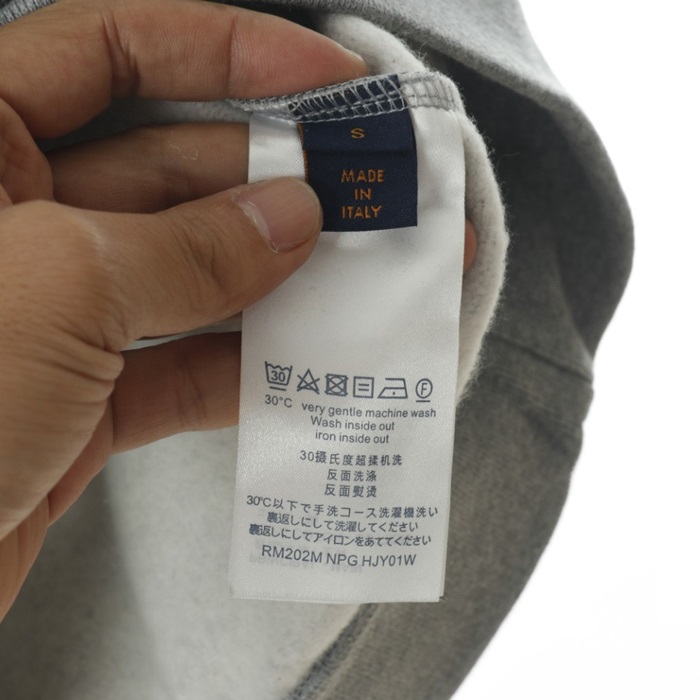 S
MADE
IN
ITALY
30
F
30°C very gentle machine wash
Wash inside out
iron inside out
30摄氏度超揉机洗
反面洗涤
反面熨烫
30℃以下で手洗コース洗濯機洗い
裏返しにして洗濯してください
裏返しにしてアイロンをあててください
RM202M NPG HJY01W